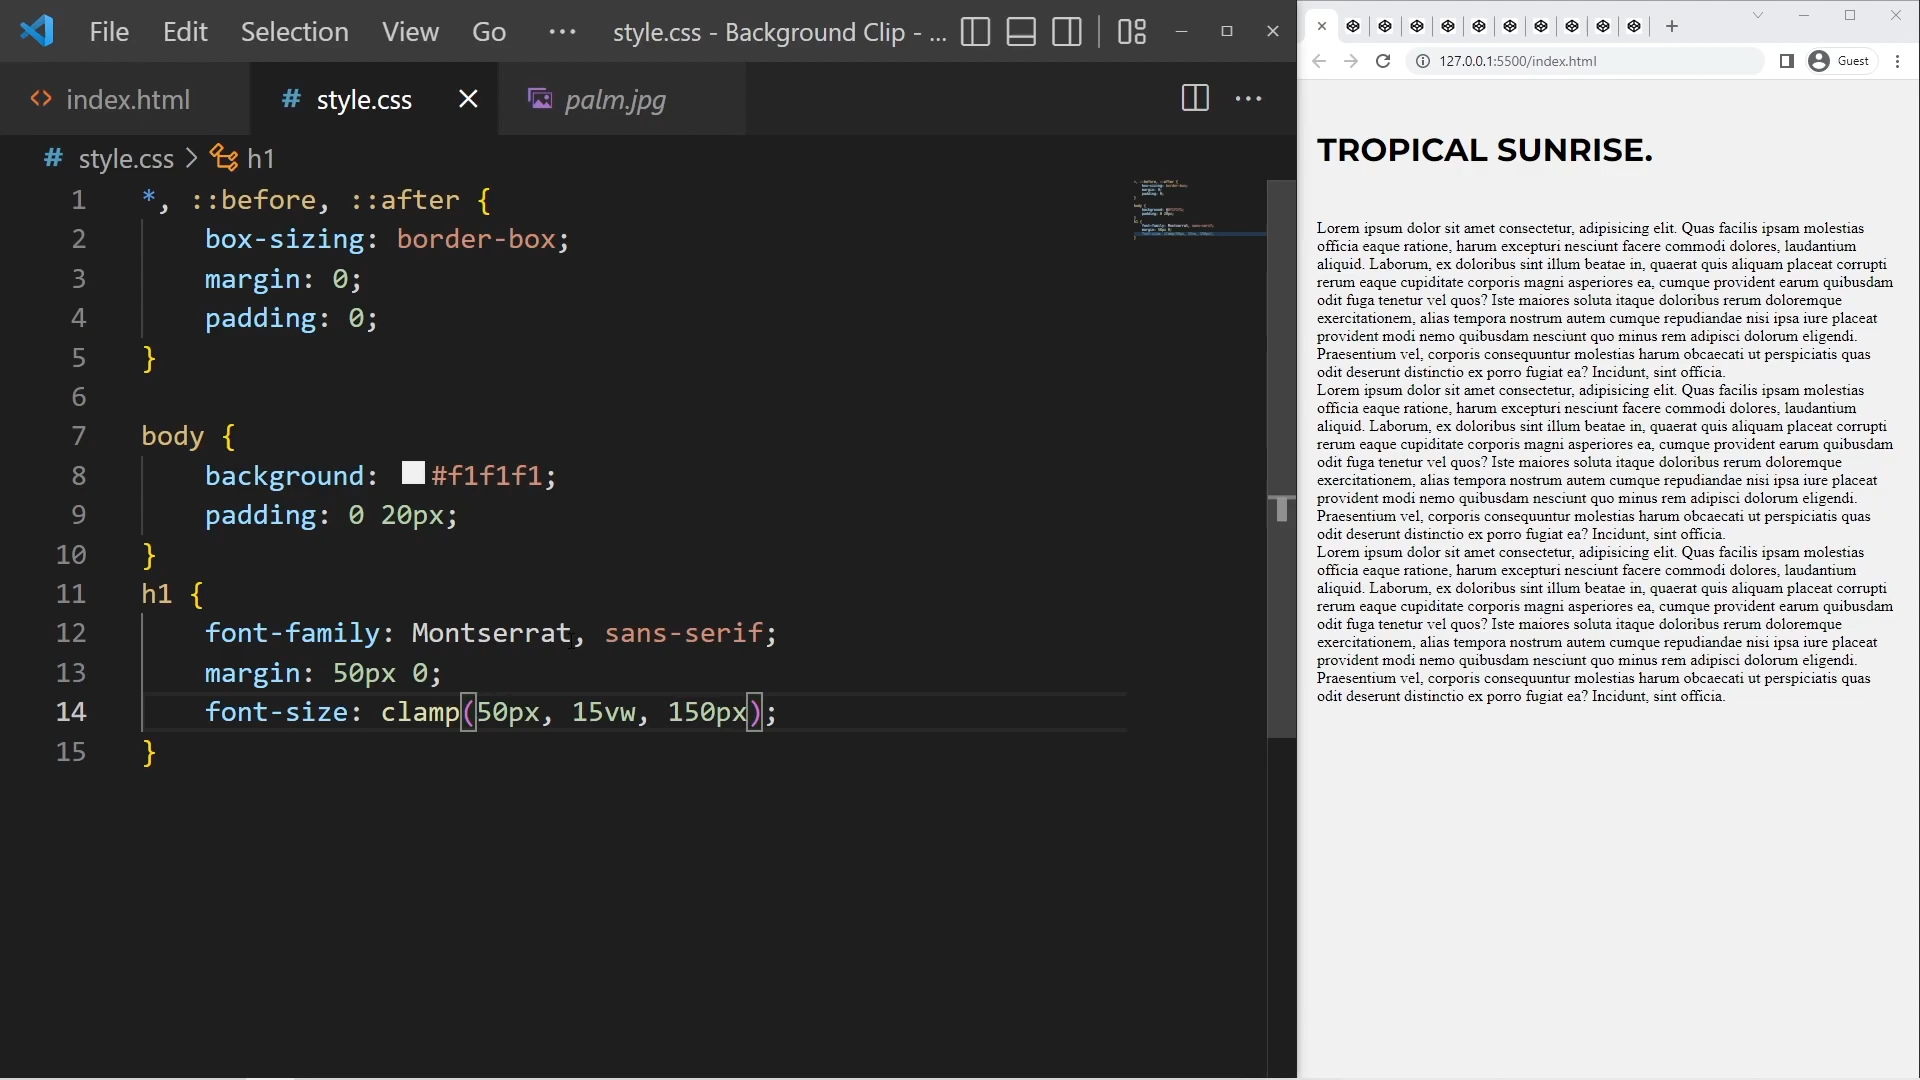 File Edit Selection View Go ··· style.css - Background Clip - ...
index.html # style.css palm.jpg
# style.css > h1
1 *, ::before, ::after {
2 box-sizing: border-box;
3 margin: 0;
4 padding: 0;
5 }
6
7 body {
8 background: #f1f1f1;
9 padding: 0 20px;
10 }
11 h1 {
12 font-family: Montserrat, sans-serif;
13 margin: 50px 0;
14 font-size: clamp(50px, 15vw, 150px);
15 }
127.0.0.1:5500/index.html Guest
TROPICAL SUNRISE.
Lorem ipsum dolor sit amet consectetur, adipisicing elit. Quas facilis ipsam molestias
officia eaque ratione, harum excepturi nesciunt facere commodi dolores, laudantium
aliquid. Laborum, ex doloribus sint illum beatae in, quaerat quis aliquam placeat corrupti
rerum eaque cupiditate corporis magni asperiores ea, cumque provident earum quibusdam
odit fuga tenetur vel quos? Iste maiores soluta itaque doloribus rerum doloremque
exercitationem, alias tempora nostrum autem cumque repudiandae nisi ipsa iure placeat
provident modi nemo quibusdam nesciunt quo minus rem adipisci dolorum eligendi.
Praesentium vel, corporis consequuntur molestias harum obcaecati ut perspiciatis quas
odit deserunt distinctio ex porro fugiat ea? Incidunt, sint officia.
Lorem ipsum dolor sit amet consectetur, adipisicing elit. Quas facilis ipsam molestias
officia eaque ratione, harum excepturi nesciunt facere commodi dolores, laudantium
aliquid. Laborum, ex doloribus sint illum beatae in, quaerat quis aliquam placeat corrupti
rerum eaque cupiditate corporis magni asperiores ea, cumque provident earum quibusdam
odit fuga tenetur vel quos? Iste maiores soluta itaque doloribus rerum doloremque
exercitationem, alias tempora nostrum autem cumque repudiandae nisi ipsa iure placeat
provident modi nemo quibusdam nesciunt quo minus rem adipisci dolorum eligendi.
Praesentium vel, corporis consequuntur molestias harum obcaecati ut perspiciatis quas
odit deserunt distinctio ex porro fugiat ea? Incidunt, sint officia.
Lorem ipsum dolor sit amet consectetur, adipisicing elit. Quas facilis ipsam molestias
officia eaque ratione, harum excepturi nesciunt facere commodi dolores, laudantium
aliquid. Laborum, ex doloribus sint illum beatae in, quaerat quis aliquam placeat corrupti
rerum eaque cupiditate corporis magni asperiores ea, cumque provident earum quibusdam
odit fuga tenetur vel quos? Iste maiores soluta itaque doloribus rerum doloremque
exercitationem, alias tempora nostrum autem cumque repudiandae nisi ipsa iure placeat
provident modi nemo quibusdam nesciunt quo minus rem adipisci dolorum eligendi.
Praesentium vel, corporis consequuntur molestias harum obcaecati ut perspiciatis quas
odit deserunt distinctio ex porro fugiat ea? Incidunt, sint officia.